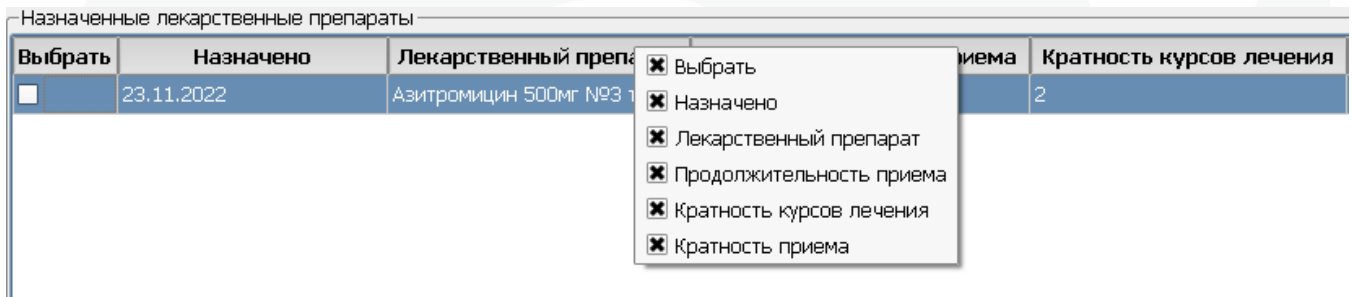 Назначенные лекарственные препараты
Выбрать Назначено Лекарственный препа иема Кратность курсов лечения
23.11.2022 Азитромицин 500мг №3 т 2
Выбрать
Назначено
Лекарственный препарат
Продолжительность приема
Кратность курсов лечения
Кратность приема